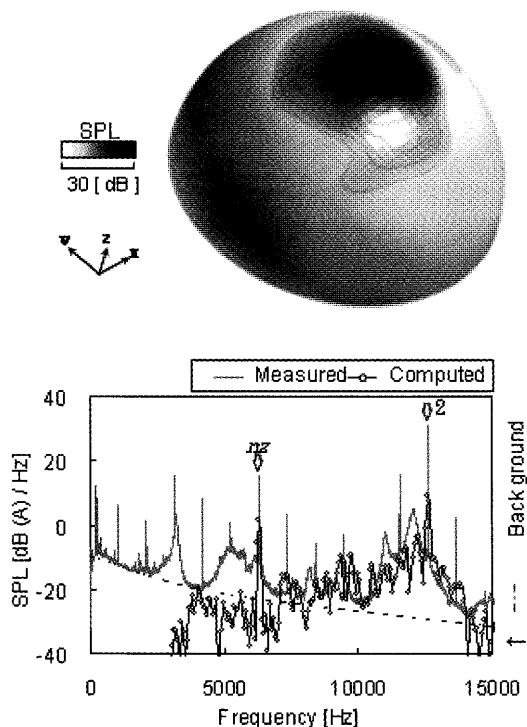 SPL
30 [ dB ]
y z x
Measured Computed
40
20
0
-20
-40
SPL [dB (A) / Hz]
nz
2
0 5000 10000 15000
Frequency [Hz]
Back ground